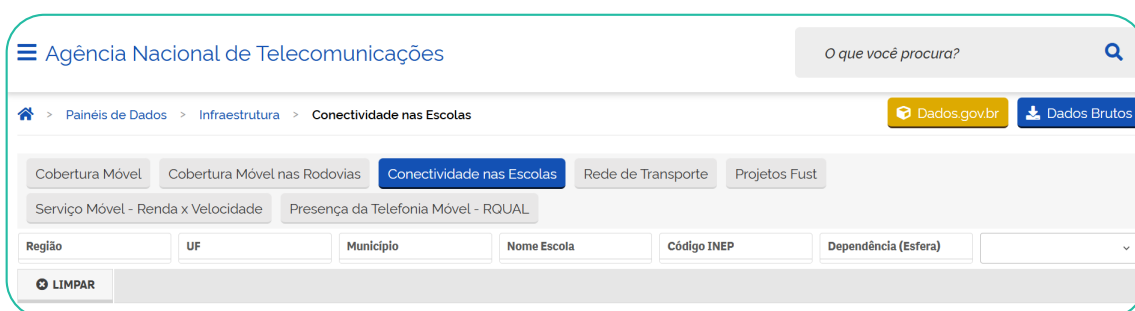 Agência Nacional de Telecomunicações
O que você procura?
> Painéis de Dados > Infraestrutura > Conectividade nas Escolas
Dados.gov.br
Dados Brutos
Cobertura Móvel
Cobertura Móvel nas Rodovias
Conectividade nas Escolas
Rede de Transporte
Projetos Fust
Serviço Móvel - Renda x Velocidade
Presença da Telefonia Móvel - RQUAL
Região
UF
Município
Nome Escola
Código INEP
Dependência (Esfera)
LIMPAR